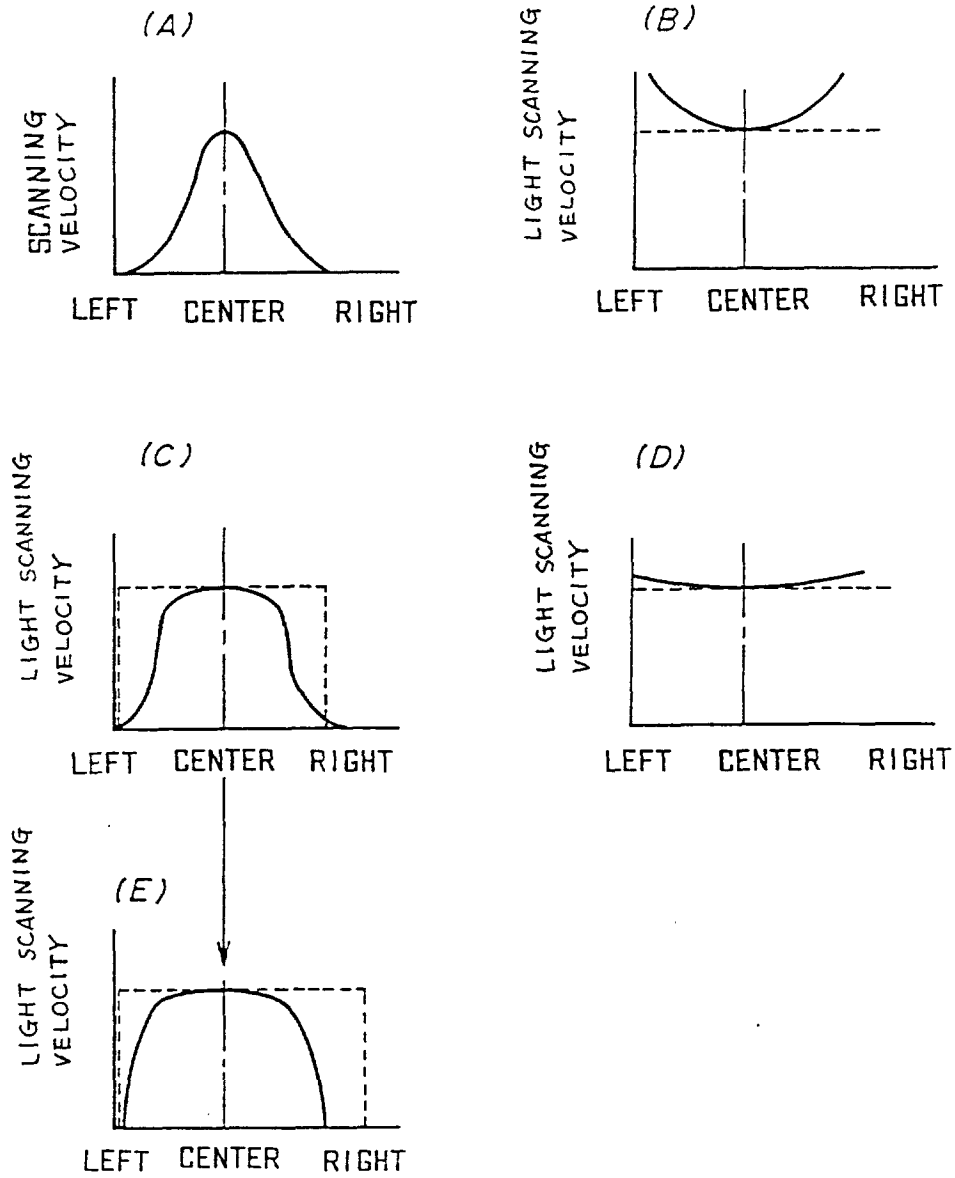 (A)
SCANNING
VELOCITY
LEFT CENTER RIGHT
(B)
LIGHT SCANNING
VELOCITY
LEFT CENTER RIGHT
(C)
LIGHT SCANNING
VELOCITY
LEFT CENTER RIGHT
(D)
LIGHT SCANNING
VELOCITY
LEFT CENTER RIGHT
(E)
LIGHT SCANNING
VELOCITY
LEFT CENTER RIGHT